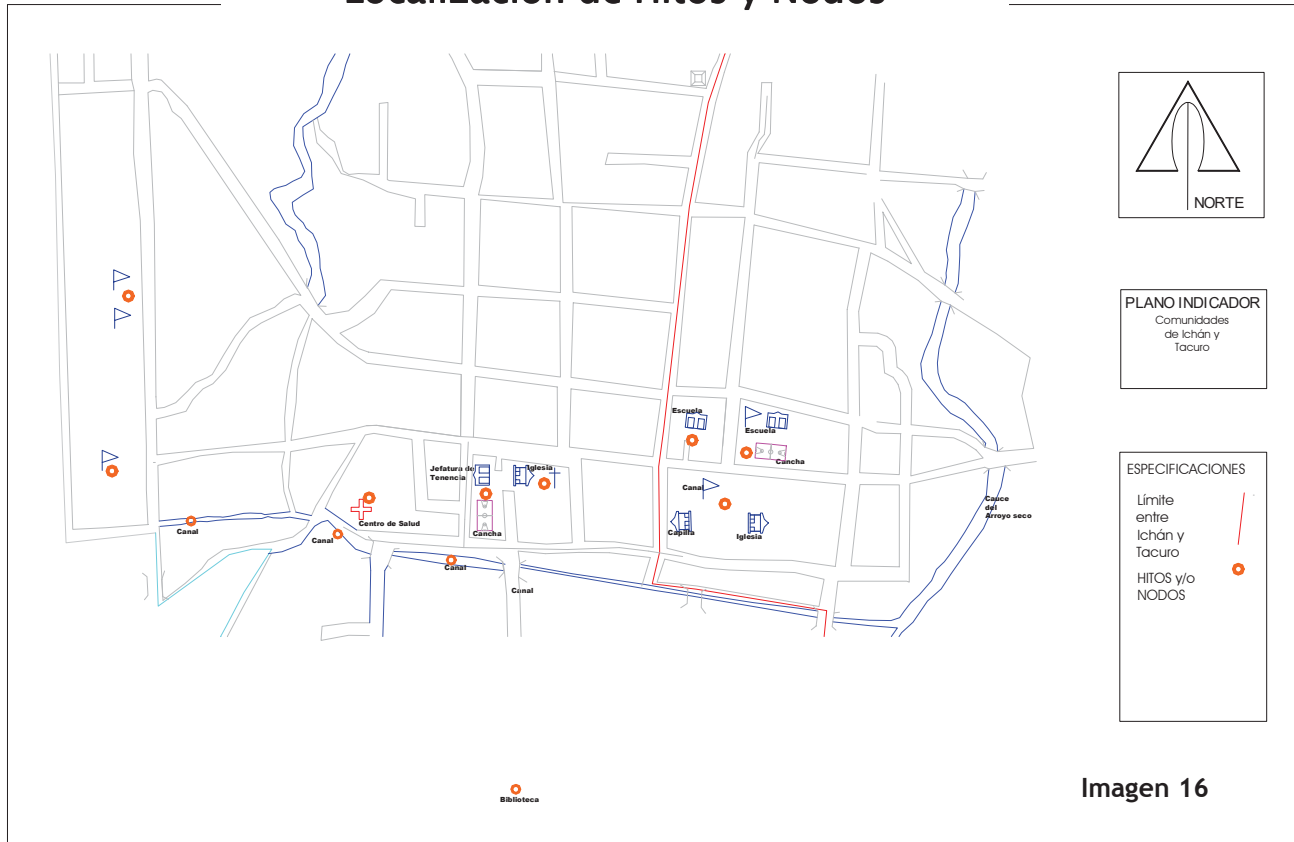 Localización de Hitos y Nodos
NORTE
PLANO INDICADOR
Comunidades
de Ichán y
Tacuro
Escuela
Escuela
Cancha
Jefatura de
Tenencia
Iglesia
Canal
Centro de Salud
Cancha
Capilla
Iglesia
Cauce
del
Arroyo seco
Canal
Canal
Canal
Canal
ESPECIFICACIONES
Límite
entre
Ichán y
Tacuro
HITOS y/o
NODOS
Biblioteca
Imagen 16